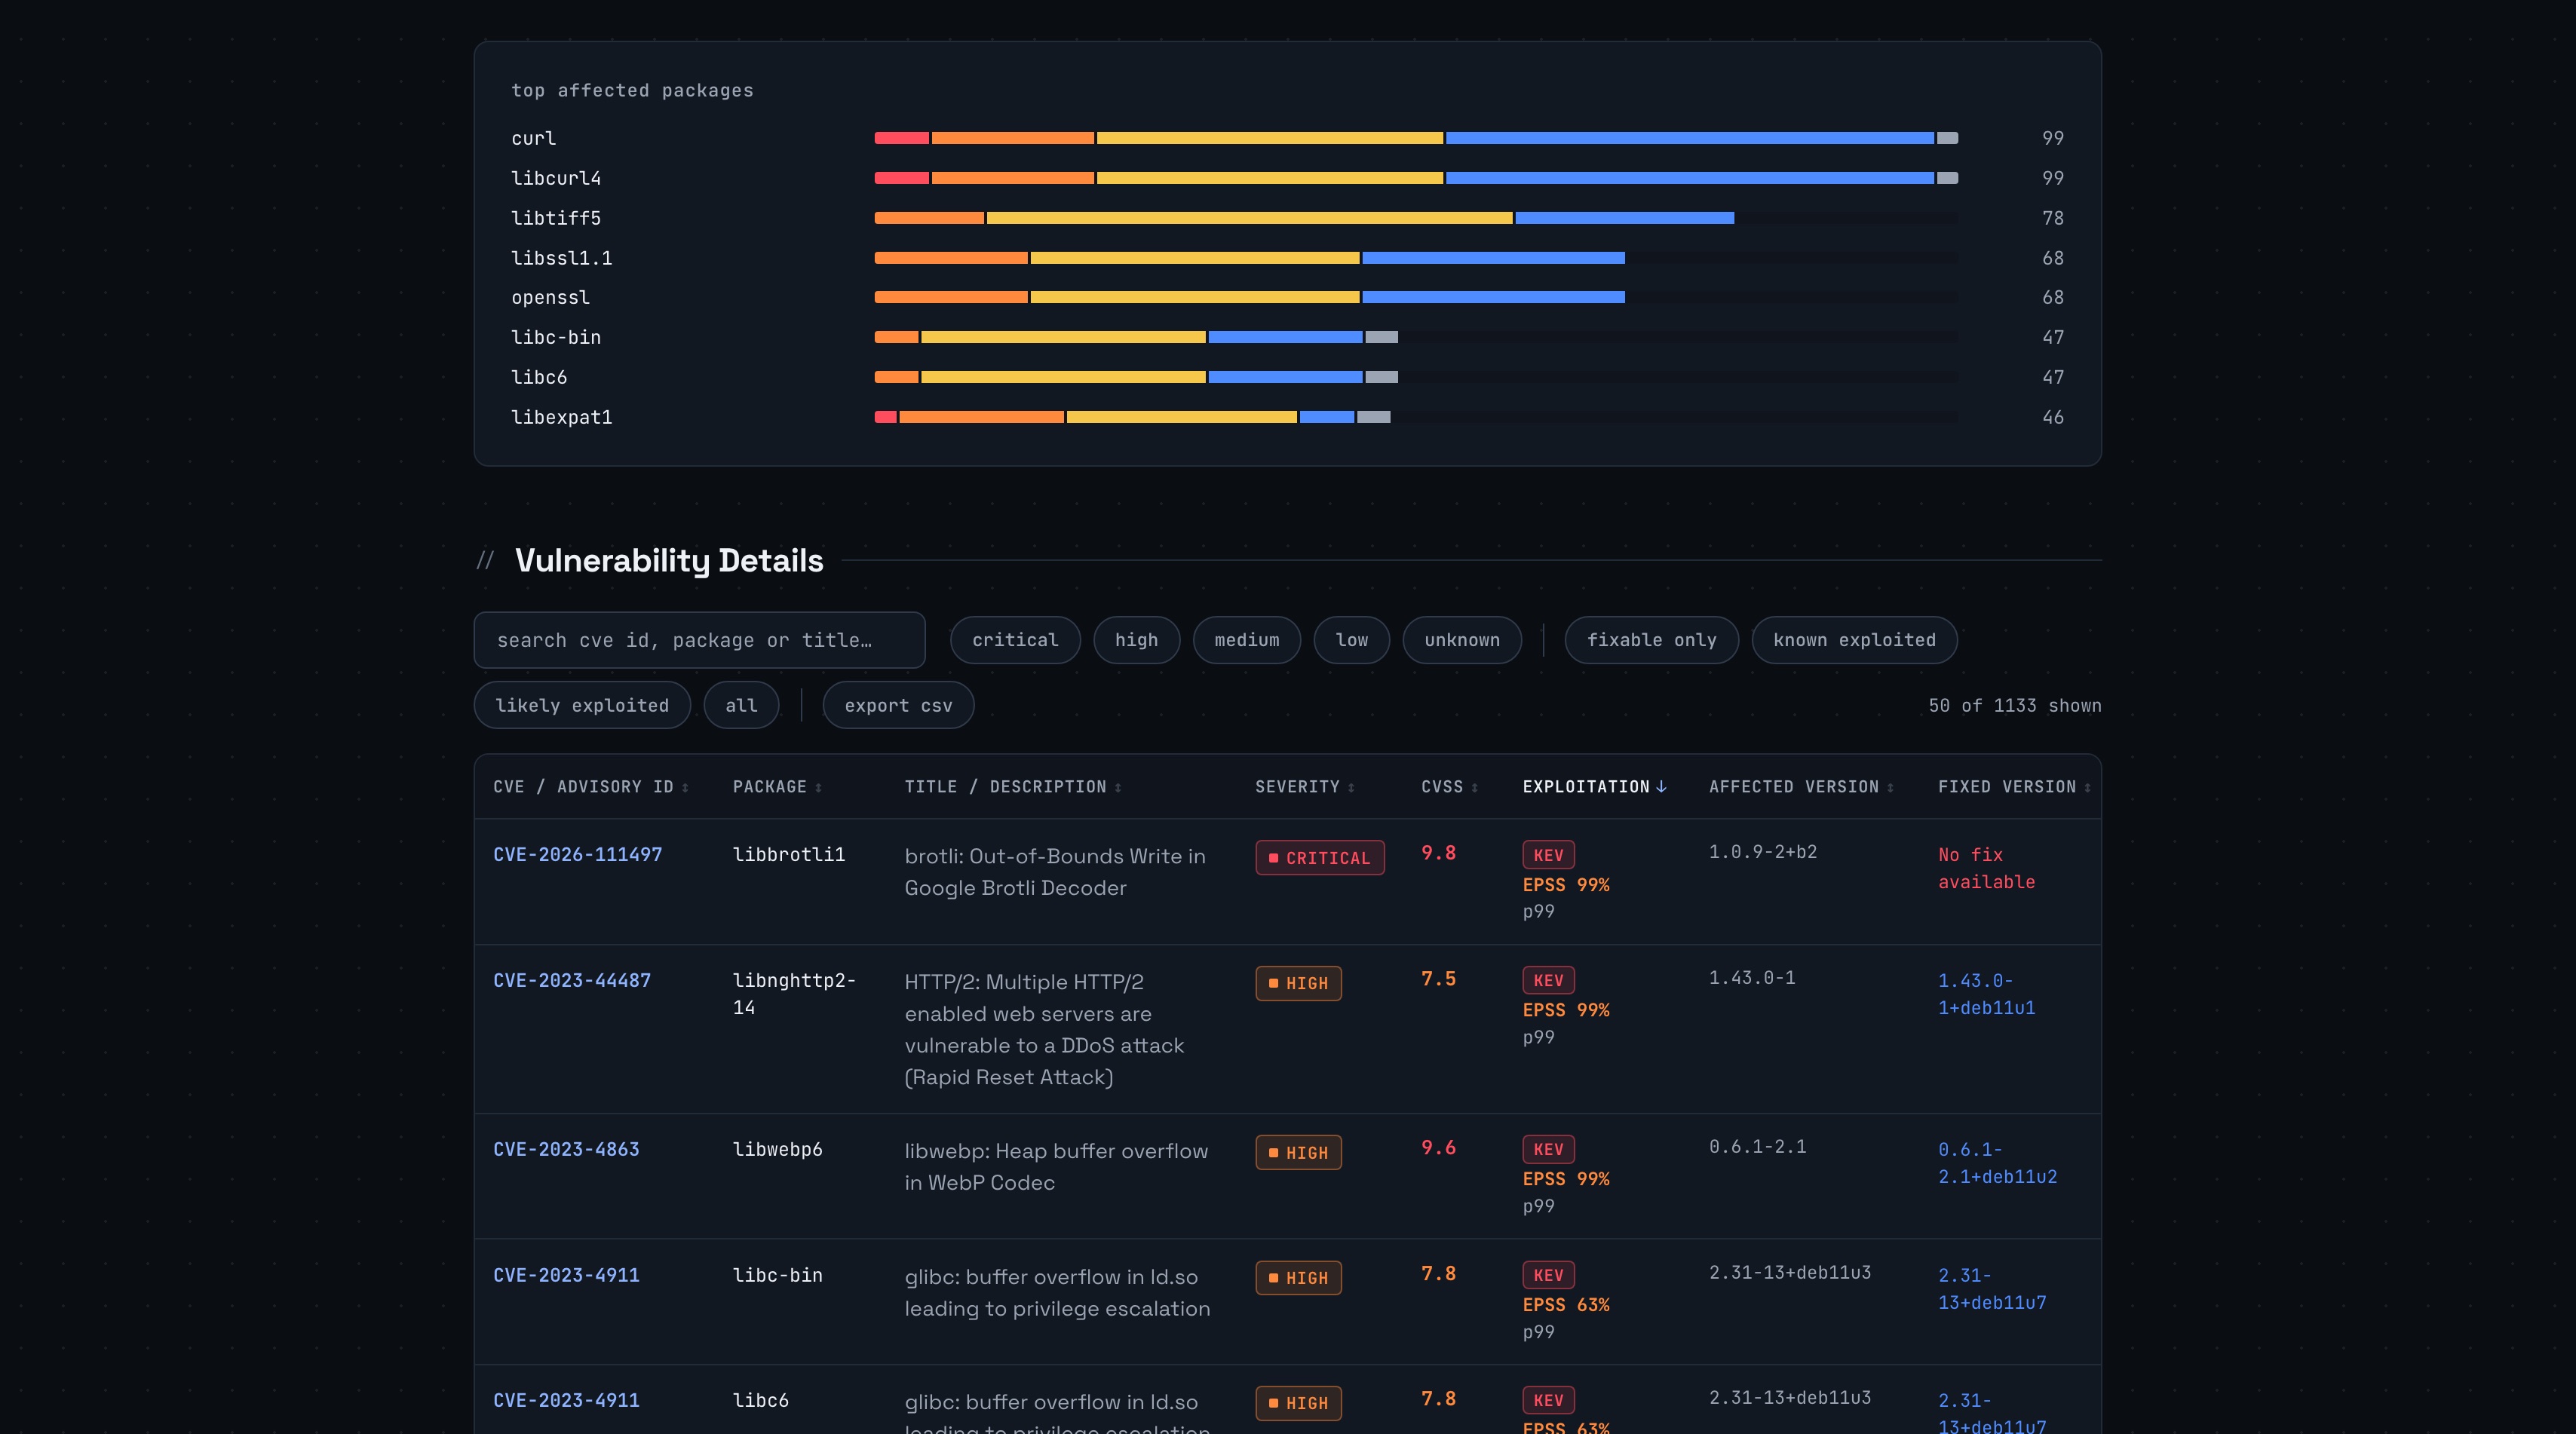 top affected packages
curl 99
libcurl4 99
libtiff5 78
libssl1.1 68
openssl 68
libc-bin 47
libc6 47
libexpat1 46
// Vulnerability Details
search cve id, package or title… critical high medium low unknown fixable only known exploited
likely exploited all export csv 50 of 1133 shown
CVE / ADVISORY ID PACKAGE TITLE / DESCRIPTION SEVERITY CVSS EXPLOITATION AFFECTED VERSION FIXED VERSION
CVE-2026-111497 libbrotli1 brotli: Out-of-Bounds Write in CRITICAL 9.8 KEV 1.0.9-2+b2 No fix
Google Brotli Decoder EPSS 99% available
p99
CVE-2023-44487 libnghttp2- HTTP/2: Multiple HTTP/2 HIGH 7.5 KEV 1.43.0-1 1.43.0-
14 enabled web servers are EPSS 99% 1+deb11u1
vulnerable to a DDoS attack p99
(Rapid Reset Attack)
CVE-2023-4863 libwebp6 libwebp: Heap buffer overflow HIGH 9.6 KEV 0.6.1-2.1 0.6.1-
in WebP Codec EPSS 99% 2.1+deb11u2
p99
CVE-2023-4911 libc-bin glibc: buffer overflow in ld.so HIGH 7.8 KEV 2.31-13+deb11u3 2.31-
leading to privilege escalation EPSS 63% 13+deb11u7
p99
CVE-2023-4911 libc6 glibc: buffer overflow in ld.so HIGH 7.8 KEV 2.31-13+deb11u3 2.31-
leading to privilege escalation EPSS 63% 13+deb11u7